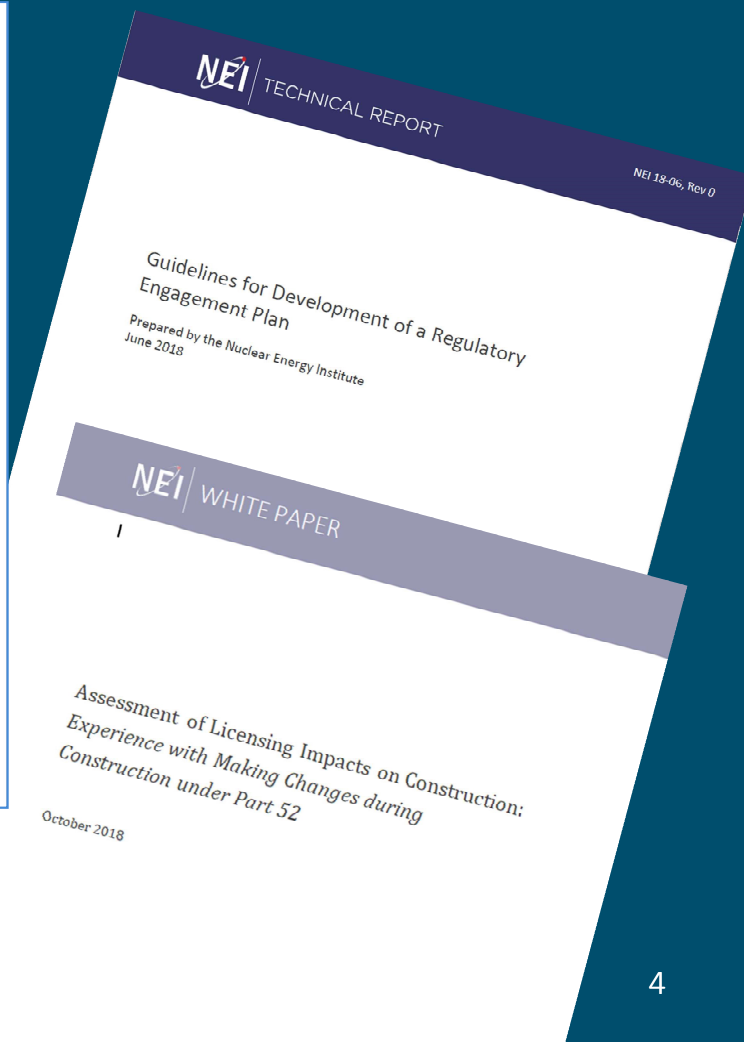 NEI TECHNICAL REPORT
NEI 18-06, Rev 0
Guidelines for Development of a Regulatory
Engagement Plan
Prepared by the Nuclear Energy Institute
June 2018
NEI WHITE PAPER
Assessment of Licensing Impacts on Construction:
Experience with Making Changes during
Construction under Part 52
October 2018
4